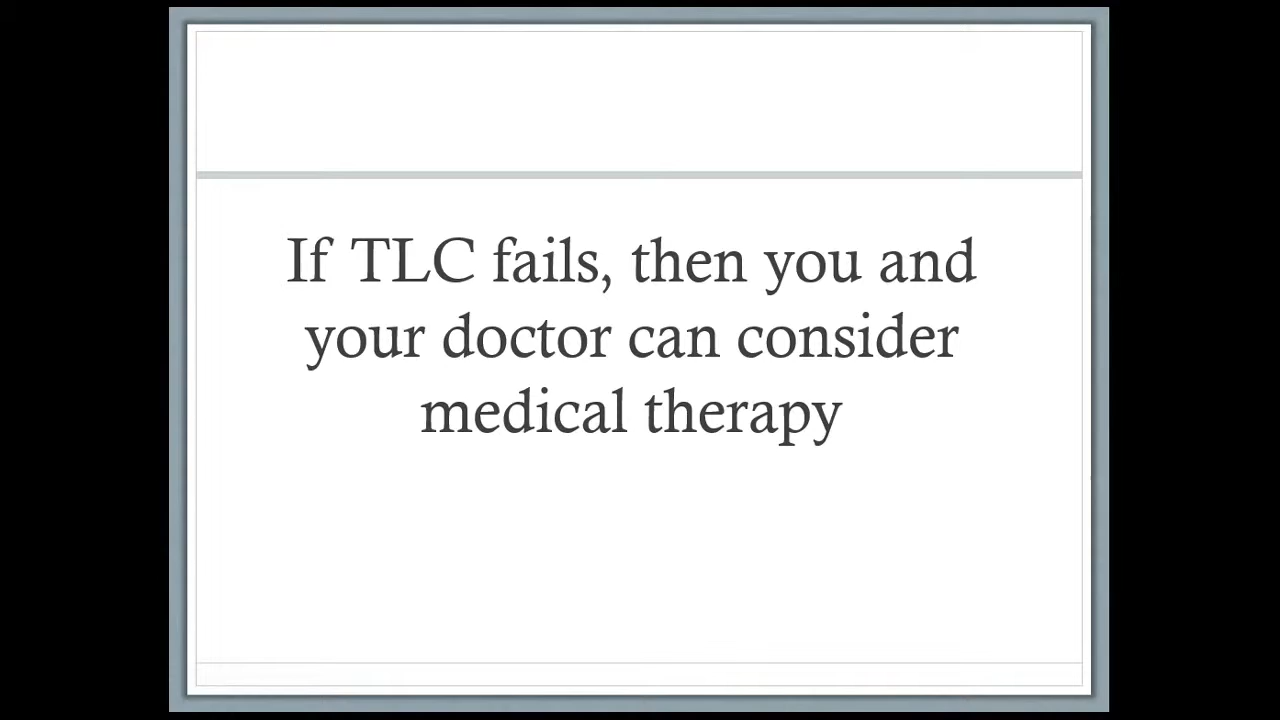 If TLC fails, then you and
your doctor can consider
medical therapy